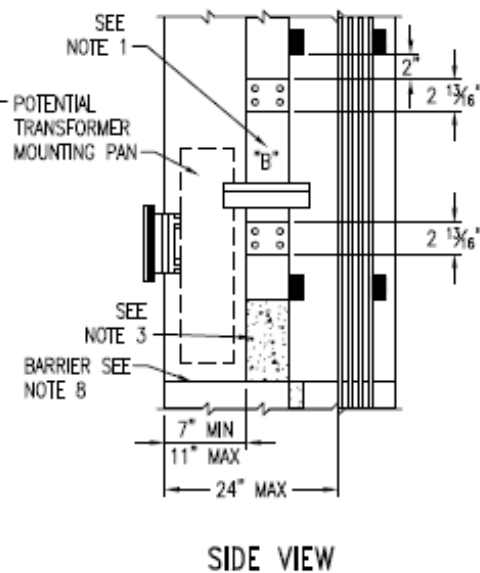 SEE
NOTE 1
2"
2 13/16"
POTENTIAL
TRANSFORMER
MOUNTING PAN
"B"
2 13/16"
SEE
NOTE 3
BARRIER SEE
NOTE 8
7" MIN
11" MAX
24" MAX
SIDE VIEW